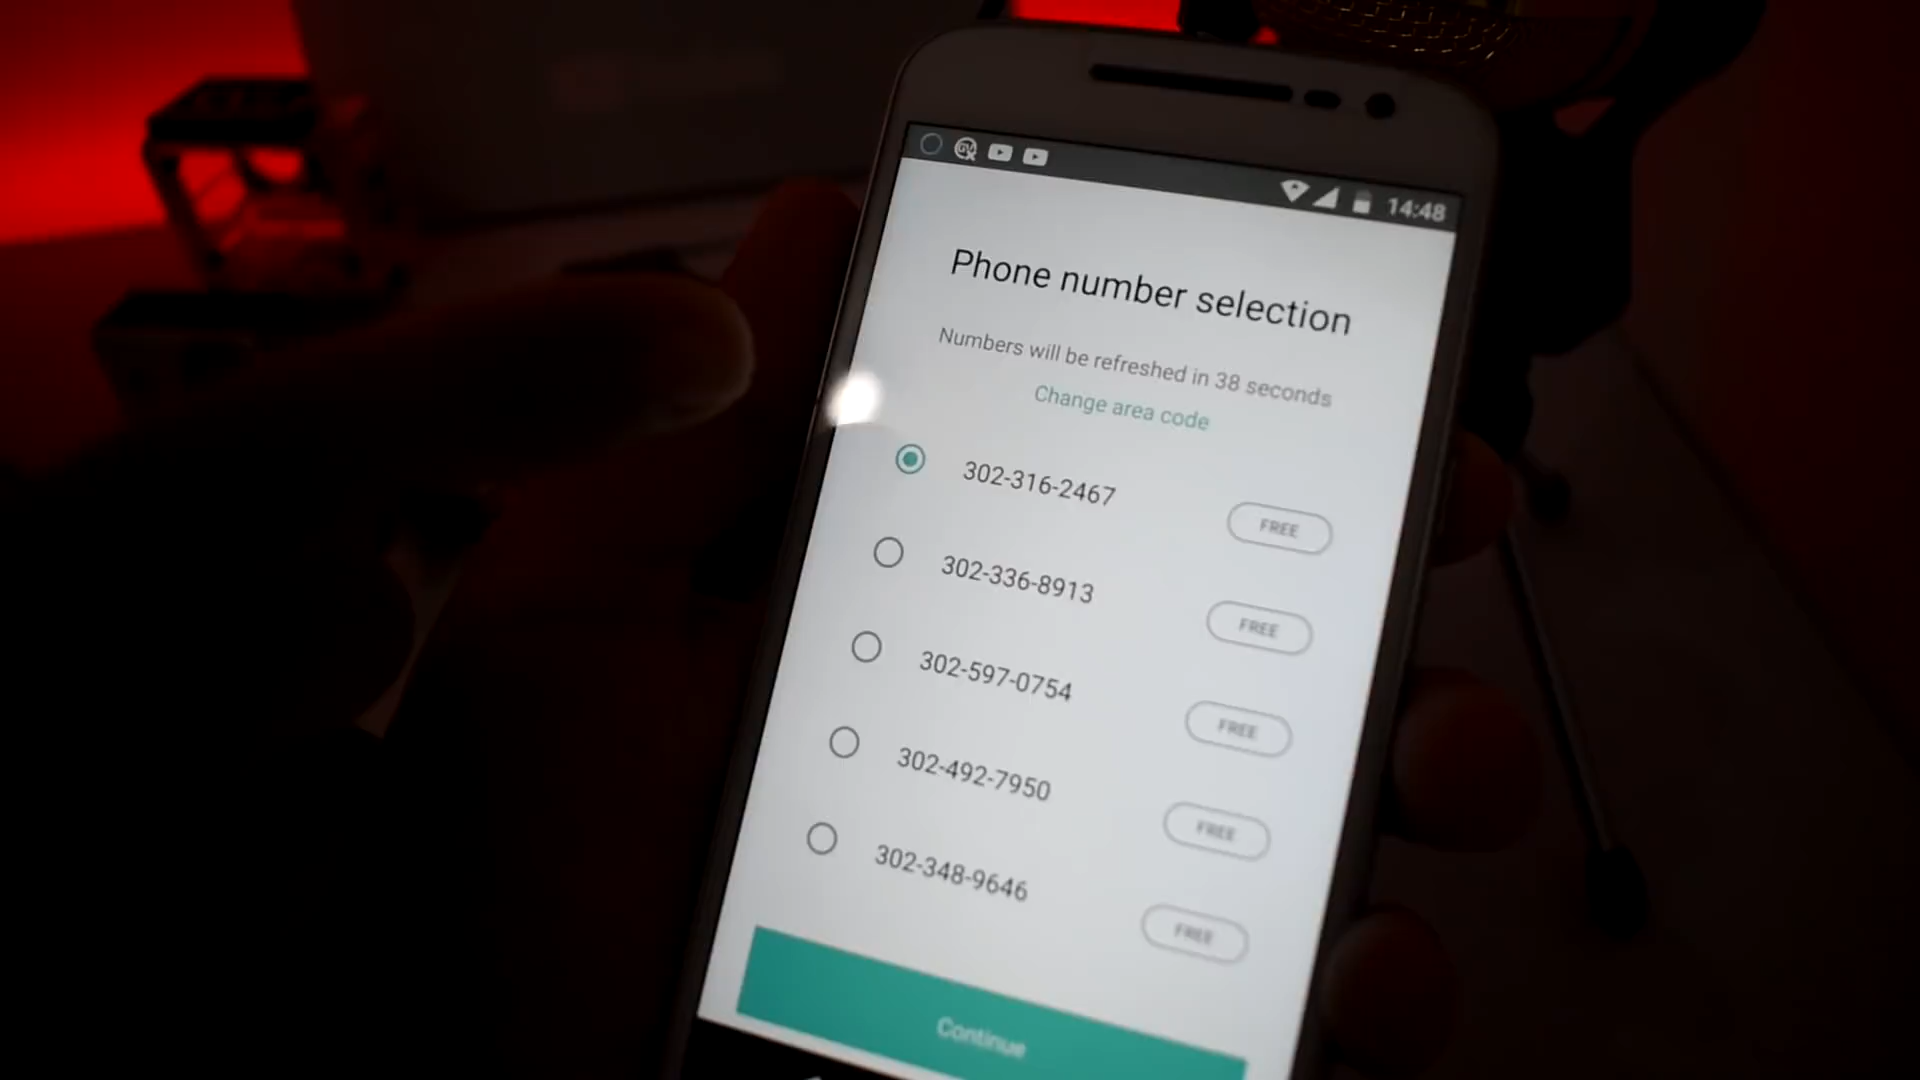 14:48
Phone number selection
Numbers will be refreshed in 38 seconds
Change area code
302-316-2467
FREE
302-336-8913
FREE
302-597-0754
FREE
302-492-7950
FREE
302-348-9646
FREE
Continue